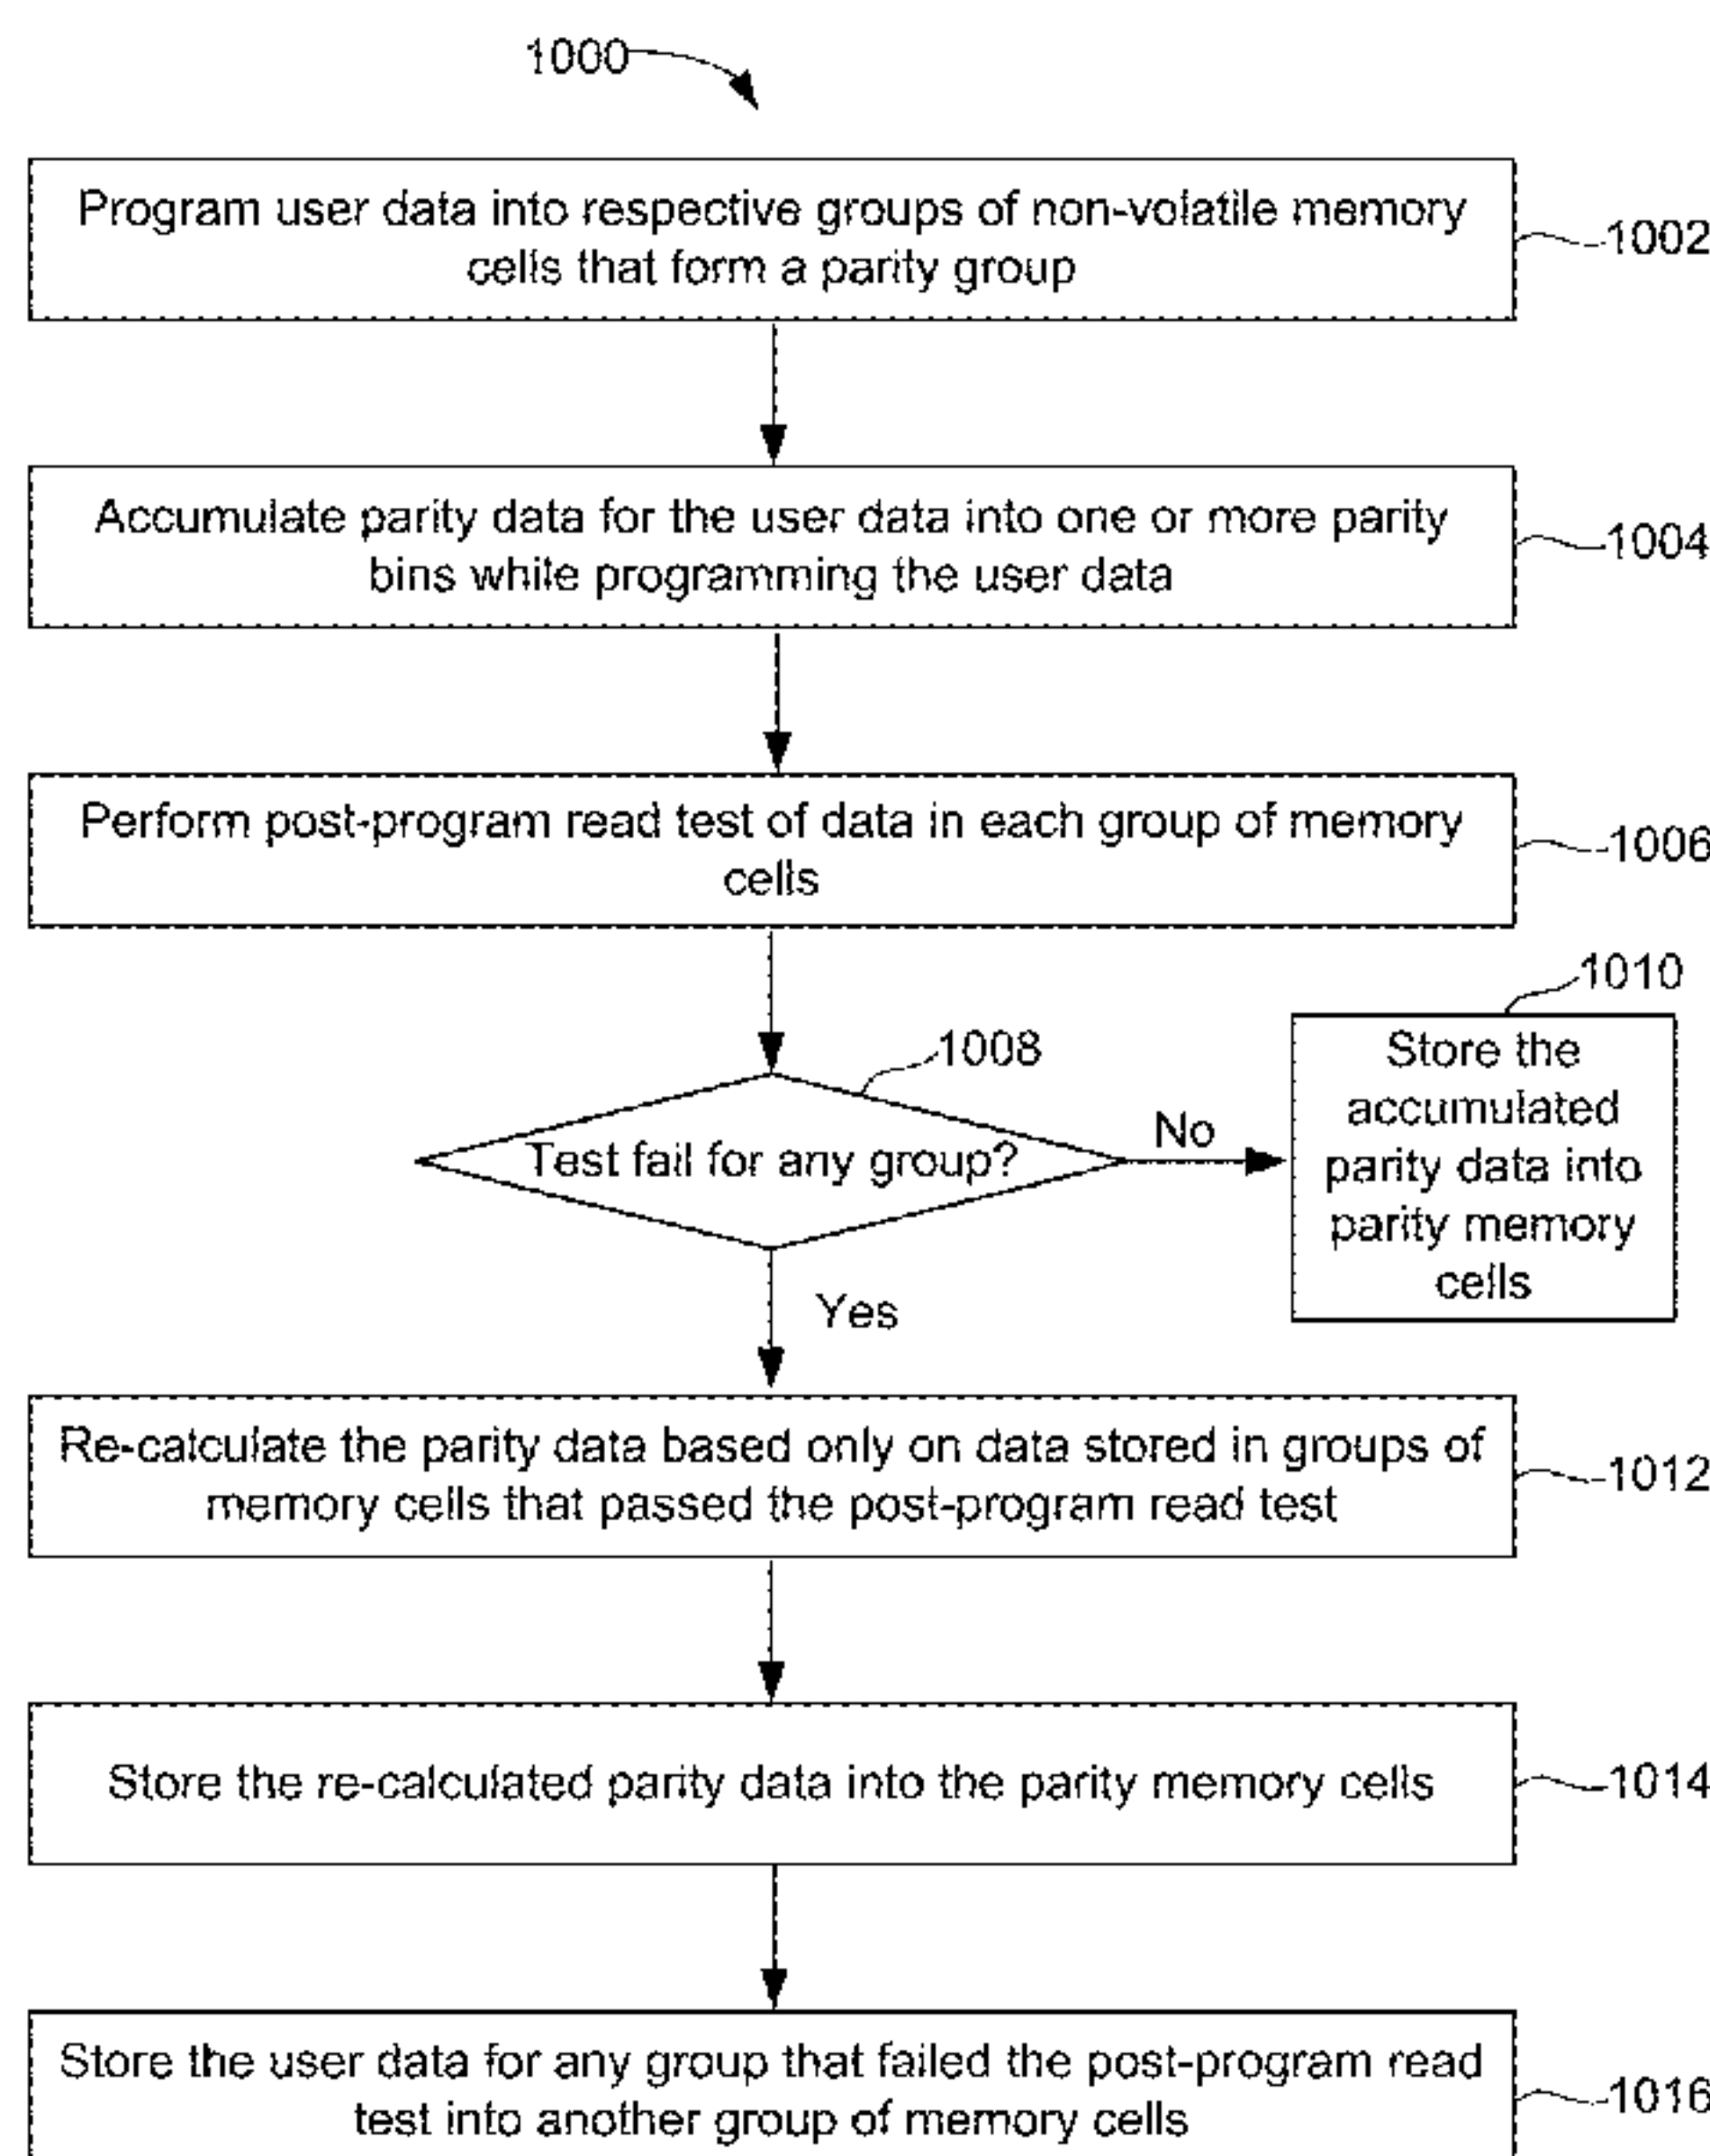 1000
Program user data into respective groups of non-volatile memory
cells that form a parity group
1002
Accumulate parity data for the user data into one or more parity
bins while programming the user data
1004
Perform post-program read test of data in each group of memory
cells
1006
1008
Test fail for any group?
No
1010
Store the
accumulated
parity data into
parity memory
cells
Yes
Re-calculate the parity data based only on data stored in groups of
memory cells that passed the post-program read test
1012
Store the re-calculated parity data into the parity memory cells
1014
Store the user data for any group that failed the post-program read
test into another group of memory cells
1016